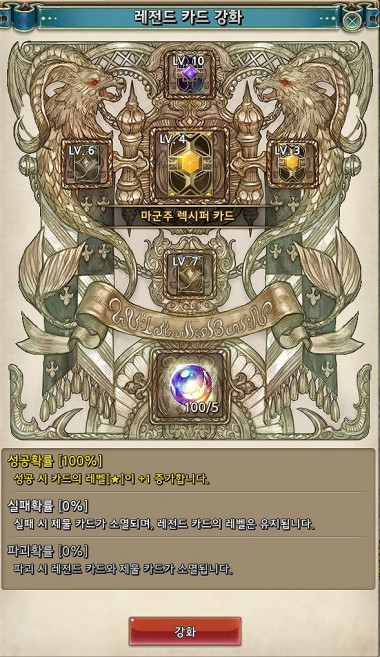 레전드 카드 강화
LV. 10
LV. 6
LV. 4
LV. 3
마군주 렉시퍼 카드
LV. 7
100/5
성공확률 [100%]
성공 시 카드의 레벨[★]이 +1 증가합니다.
실패확률 [0%]
실패 시 제물 카드가 소멸되며, 레전드 카드의 레벨은 유지됩니다.
파괴확률 [0%]
파괴 시 레전드 카드와 제물 카드가 소멸됩니다.
강화